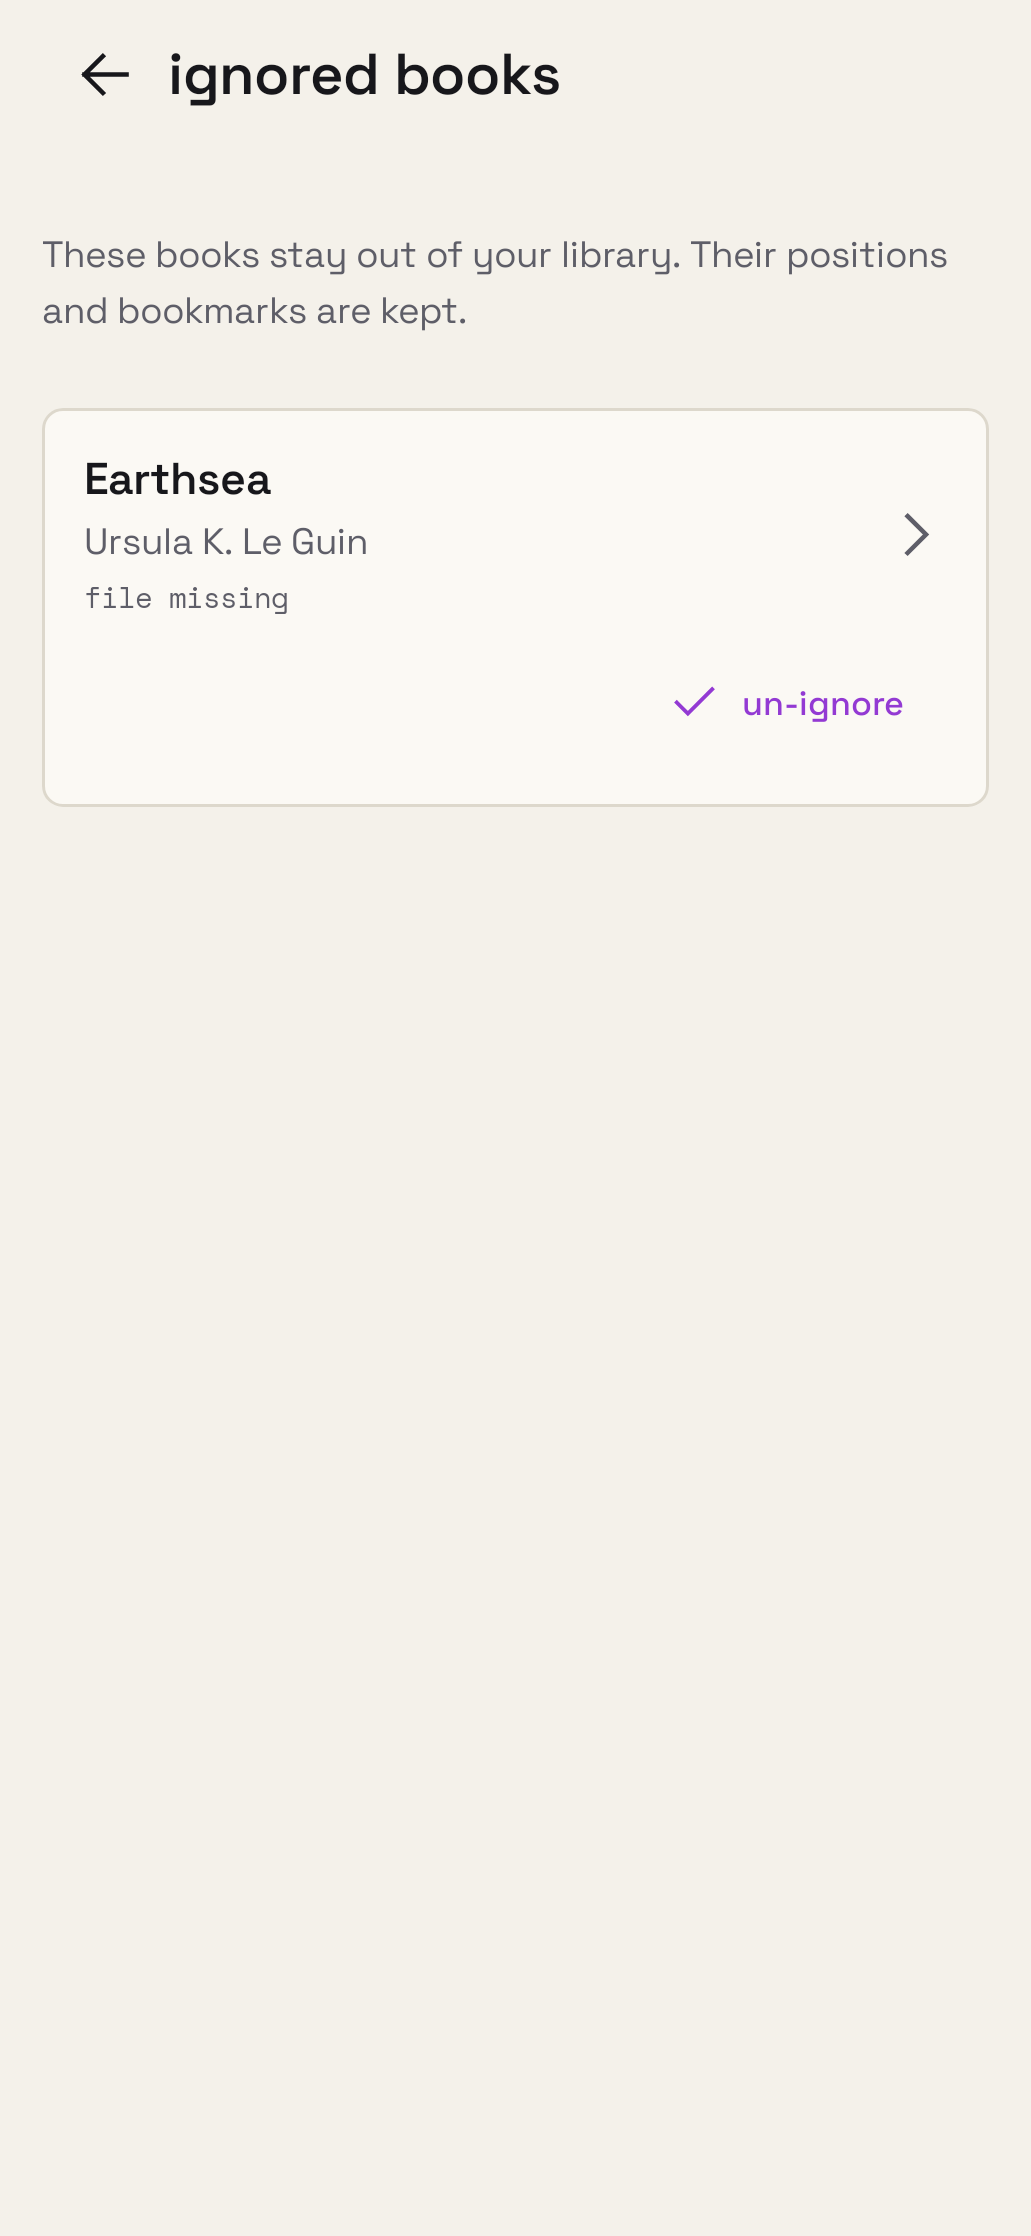 ignored books
These books stay out of your library. Their positions
and bookmarks are kept.
Earthsea
Ursula K. Le Guin
file missing
un-ignore